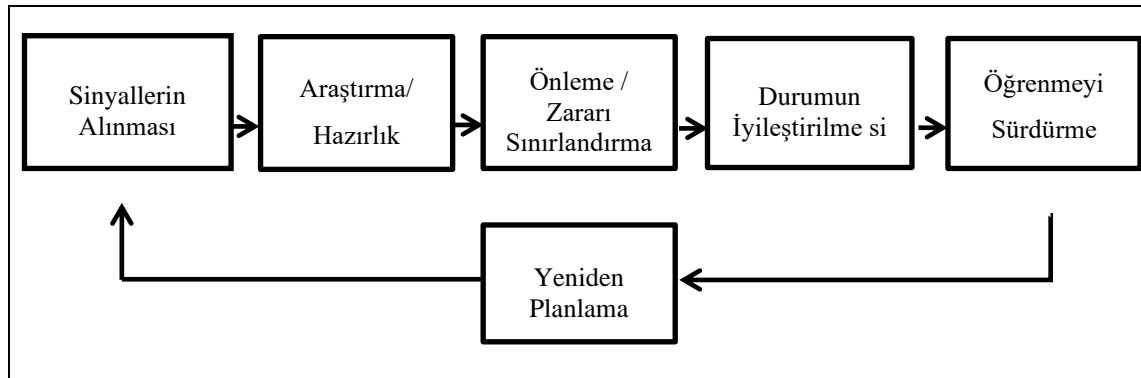 Sinyallerin
Alınması
Araştırma/
Hazırlık
Önleme /
Zararı
Sınırlandırma
Durumun
İyileştirilme si
Öğrenmeyi
Sürdürme
Yeniden
Planlama